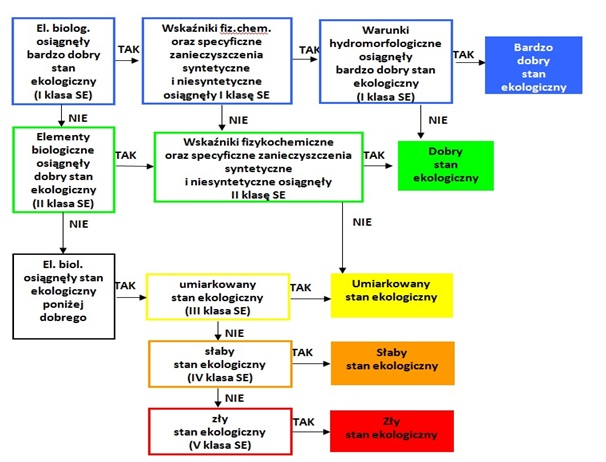 El. biolog.
osiągnęły
bardzo dobry
stan
ekologiczny
(I klasa SE)
TAK
Wskaźniki fiz.chem.
oraz specyficzne
zanieczyszczenia
syntetyczne
i niesyntetyczne
osiągnęły I klasę SE
TAK
Warunki
hydromorfologiczne
osiągnęły
bardzo dobry stan
ekologiczny
(I klasa SE)
TAK
Bardzo
dobry
stan
ekologiczny
NIE
NIE
NIE
Elementy
biologiczne
osiągnęły
dobry stan
ekologiczny
(II klasa SE)
TAK
Wskaźniki fizykochemiczne
oraz specyficzne zanieczyszczenia
syntetyczne
i niesyntetyczne osiągnęły
II klasę SE
TAK
Dobry
stan
ekologiczny
NIE
NIE
El. biol.
osiągnęły stan
ekologiczny
poniżej
dobrego
TAK
umiarkowany
stan ekologiczny
(III klasa SE)
TAK
Umiarkowany
stan ekologiczny
NIE
słaby
stan ekologiczny
(IV klasa SE)
TAK
Słaby
stan ekologiczny
NIE
zły
stan ekologiczny
(V klasa SE)
TAK
Zły
stan ekologiczny